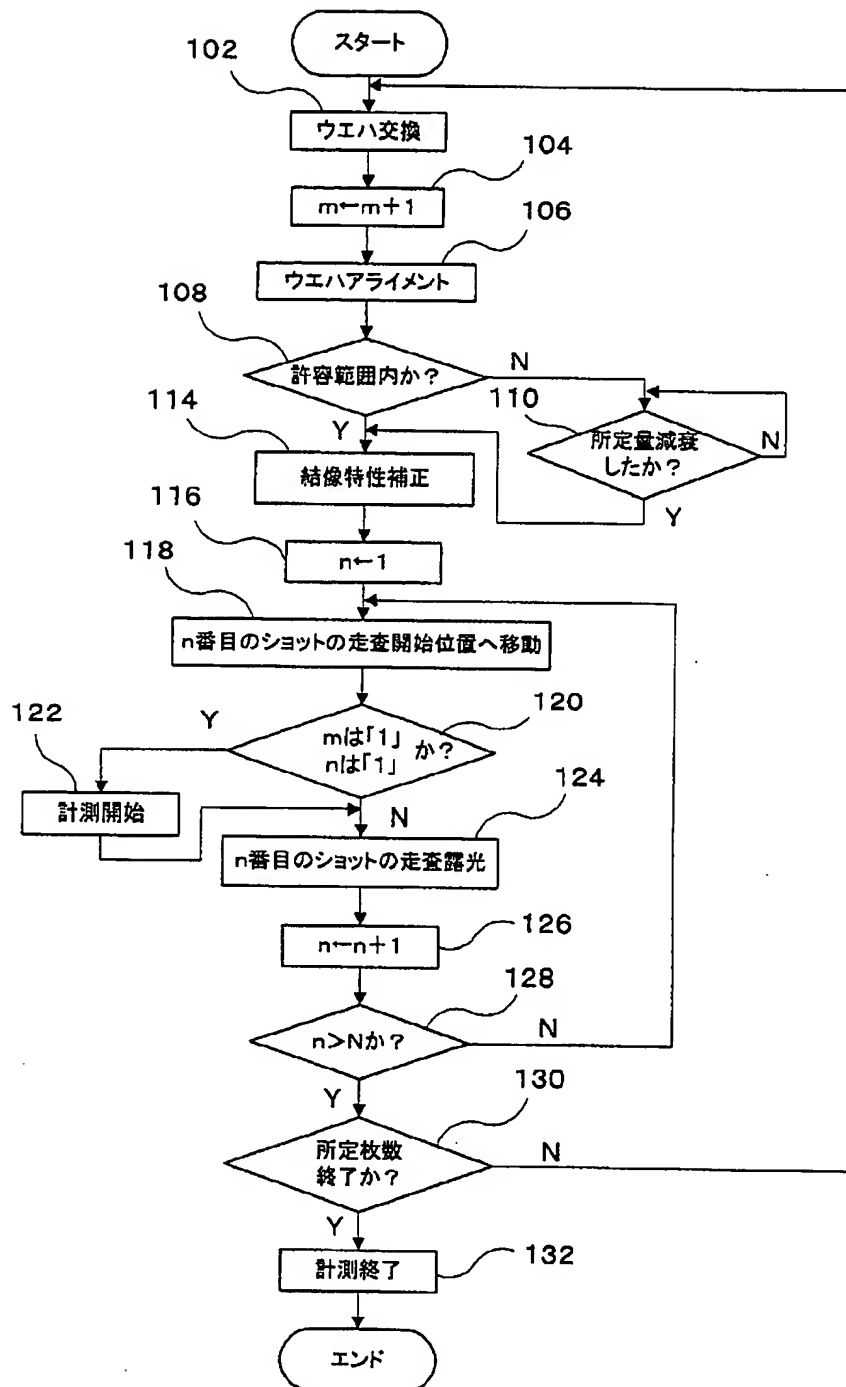 スタート
102
ウエハ交換
104
m←m+1
106
ウエハアライメント
108
許容範囲内か?
N
110
所定量減衰
したか?
N
Y
114
Y
結像特性補正
116
n←1
118
n番目のショットの走査開始位置へ移動
120
Y
mは「1」
nは「1」
か?
122
計測開始
N
124
n番目のショットの走査露光
n←n+1
126
128
n>Nか?
N
Y
130
所定枚数
終了か?
N
Y
計測終了
132
エンド